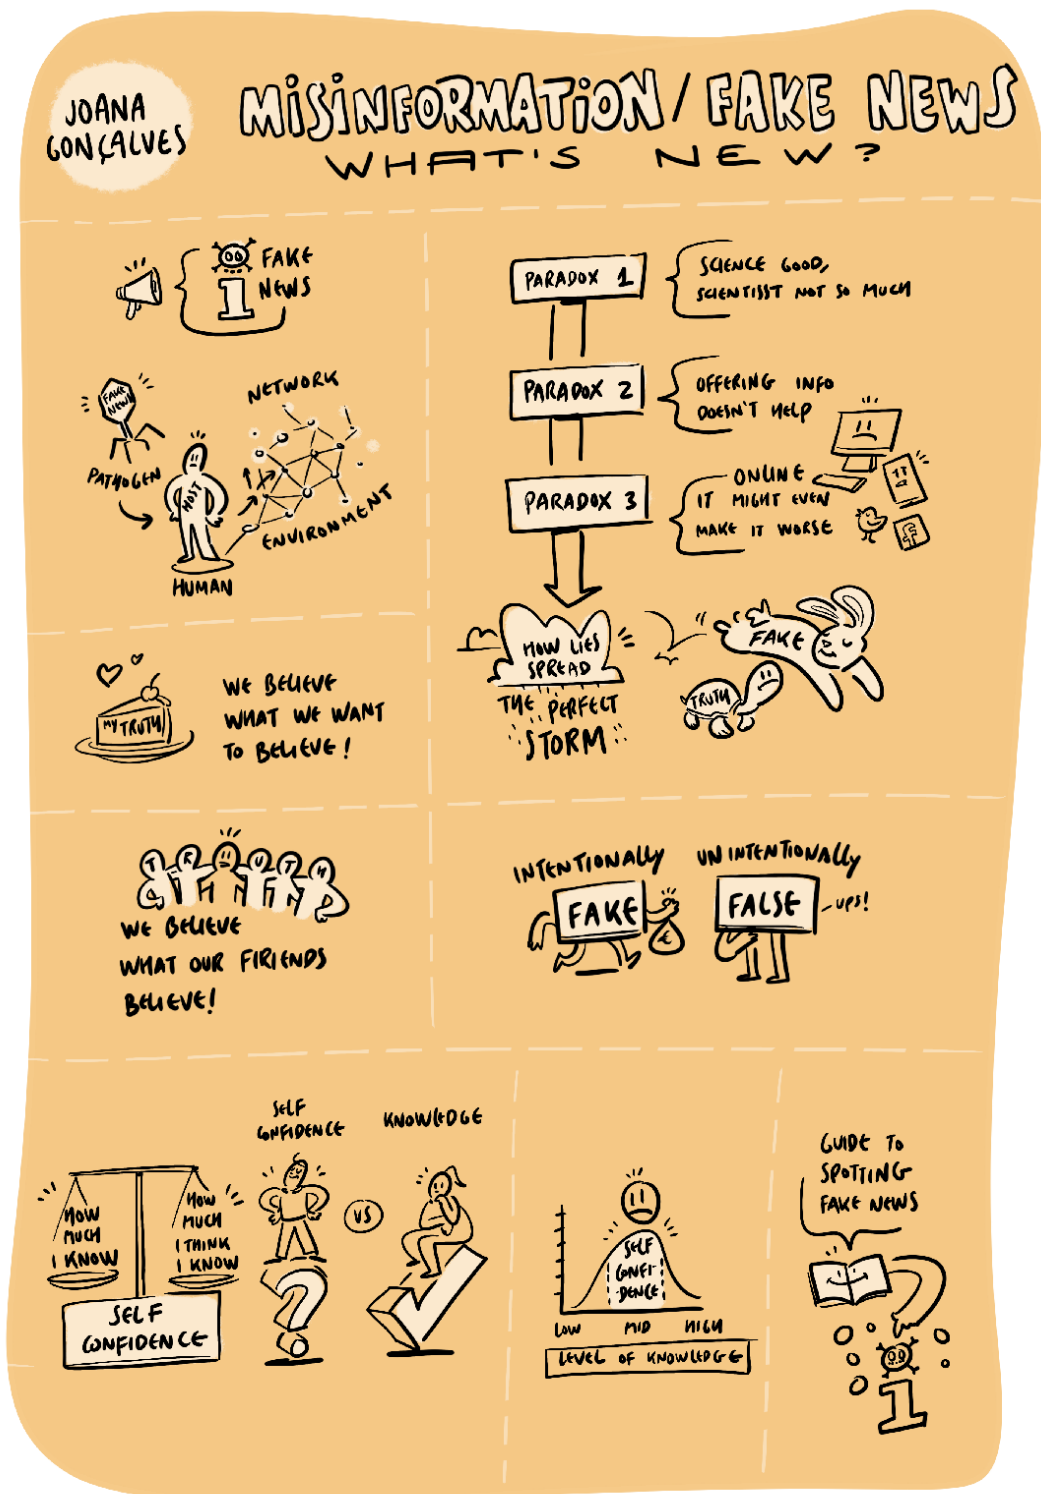 JOANA
GONÇALVES
MISINFORMATION / FAKE NEWS
WHAT'S NEW?
FAKE
NEWS
FAKE
NEWS
PATHOGEN
HOST
HUMAN
NETWORK
ENVIRONMENT
PARADOX 1
SCIENCE GOOD,
SCIENTISST NOT SO MUCH
PARADOX 2
OFFERING INFO
DOESN'T HELP
PARADOX 3
ONLINE
IT MIGHT EVEN
MAKE IT WORSE
f
HOW LIES
SPREAD
THE PERFECT
STORM
FAKE
TRUTH
MY TRUTH
WE BELIEVE
WHAT WE WANT
TO BELIEVE!
T R U T H
WE BELIEVE
WHAT OUR FIRIENDS
BELIEVE!
INTENTIONALLY
FAKE
€
UNINTENTIONALLY
FALSE
UPS!
HOW
MUCH
I KNOW
HOW
MUCH
I THINK
I KNOW
SELF
CONFIDENCE
SELF
CONFIDENCE
VS
KNOWLEDGE
?
SELF
CONFI-
DENCE
LOW MID HIGH
LEVEL OF KNOWLEDGE
GUIDE TO
SPOTTING
FAKE NEWS